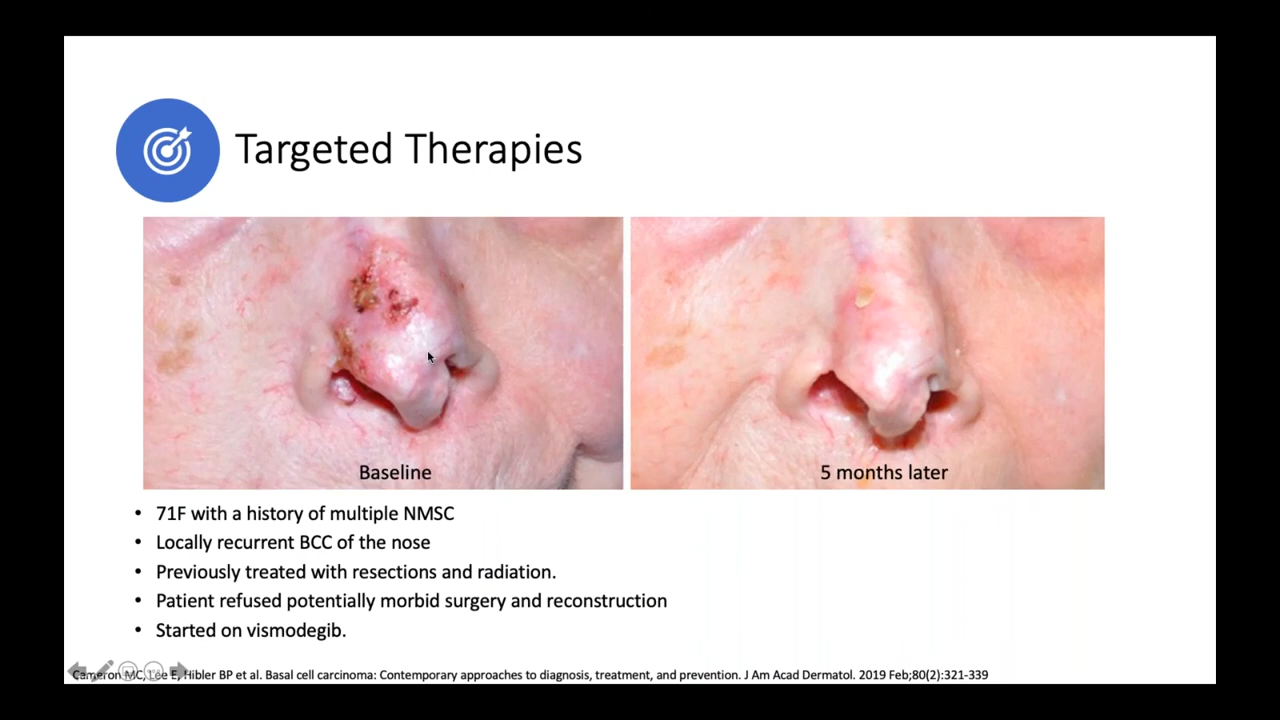 Targeted Therapies
Baseline
5 months later
• 71F with a history of multiple NMSC
• Locally recurrent BCC of the nose
• Previously treated with resections and radiation.
• Patient refused potentially morbid surgery and reconstruction
• Started on vismodegib.
Cameron MC, Lee E, Hibler BP et al. Basal cell carcinoma: Contemporary approaches to diagnosis, treatment, and prevention. J Am Acad Dermatol. 2019 Feb;80(2):321-339